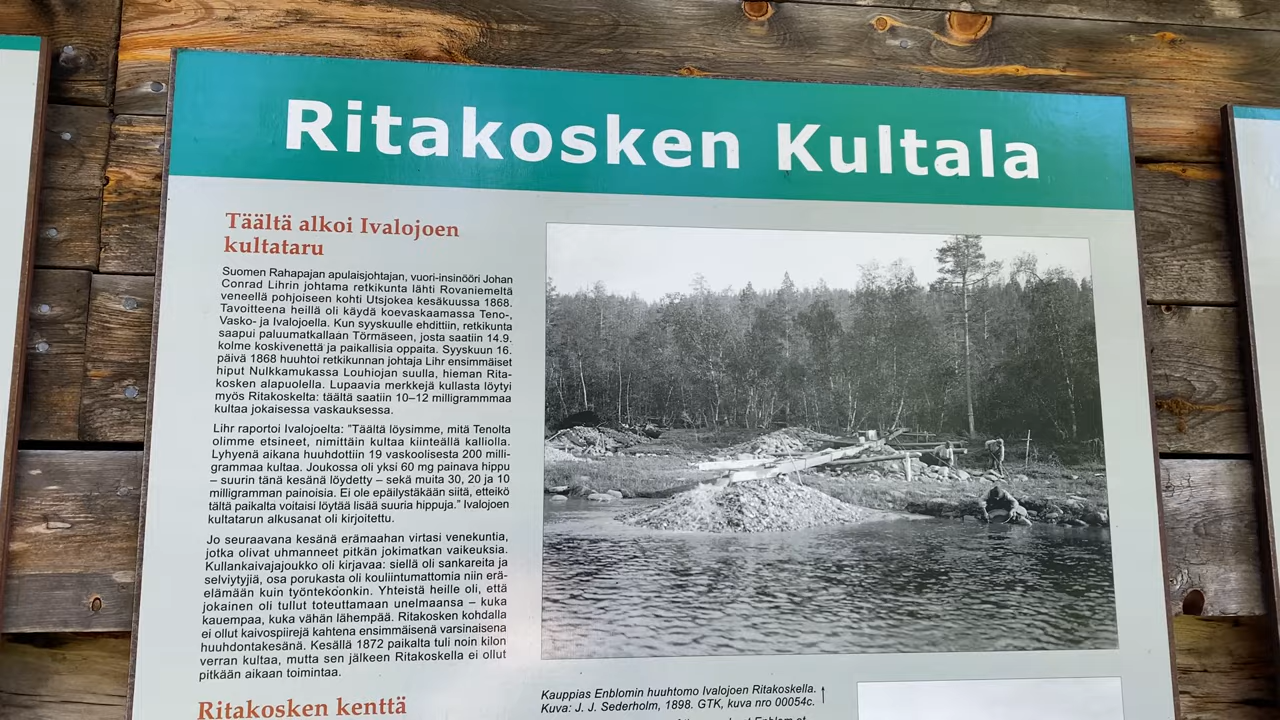 Ritakosken Kultala
Täältä alkoi Ivalojoen
kultataru
Suomen Rahapajan apulaisjohtajan, vuori-insinööri Johan
Conrad Lihrin johtama retkikunta lähti Rovaniemeltä
veneellä pohjoiseen kohti Utsjokea kesäkuussa 1868.
Tavoitteena heillä oli käydä koevaskaamassa Teno-,
Vasko- ja Ivalojoella. Kun syyskuulle ehdittiin, retkikunta
saapui paluumatkallaan Törmäseen, josta saatiin 14.9.
kolme koskivenettä ja paikallisia oppaita. Syyskuun 16.
päivä 1868 huuhtoi retkikunnan johtaja Lihr ensimmäiset
hiput Nulkkamukassa Louhiojan suulla, hieman Rita-
kosken alapuolella. Lupaavia merkkejä kullasta löytyi
myös Ritakoskelta: täältä saatiin 10–12 milligrammmaa
kultaa jokaisessa vaskauksessa.
Lihr raportoi Ivalojoelta: "Täältä löysimme, mitä Tenolta
olimme etsineet, nimittäin kultaa kiinteällä kalliolla.
Lyhyenä aikana huuhdottiin 19 vaskoolisesta 200 milli-
grammaa kultaa. Joukossa oli yksi 60 mg painava hippu
– suurin tänä kesänä löydetty – sekä muita 30, 20 ja 10
milligramman painoisia. Ei ole epäilystäkään siitä, etteikö
tältä paikalta voitaisi löytää lisää suuria hippuja." Ivalojoen
kultatarun alkusanat oli kirjoitettu.
Jo seuraavana kesänä erämaahan virtasi venekuntia,
jotka olivat uhmanneet pitkän jokimatkan vaikeuksia.
Kullankaivajajoukko oli kirjavaa: siellä oli sankareita ja
selviytyjiä, osa porukasta oli kouliintumattomia niin erä-
elämään kuin työntekoonkin. Yhteistä heille oli, että
jokainen oli tullut toteuttamaan unelmaansa – kuka
kauempaa, kuka vähän lähempää. Ritakosken kohdalla
ei ollut kaivospiirejä kahtena ensimmäisenä varsinaisena
huuhdontakesänä. Kesällä 1872 paikalta tuli noin kilon
verran kultaa, mutta sen jälkeen Ritakoskella ei ollut
pitkään aikaan toimintaa.
Ritakosken kenttä
Kauppias Enblomin huuhtomo Ivalojoen Ritakoskella.
Kuva: J. J. Sederholm, 1898. GTK, kuva nro 00054c.